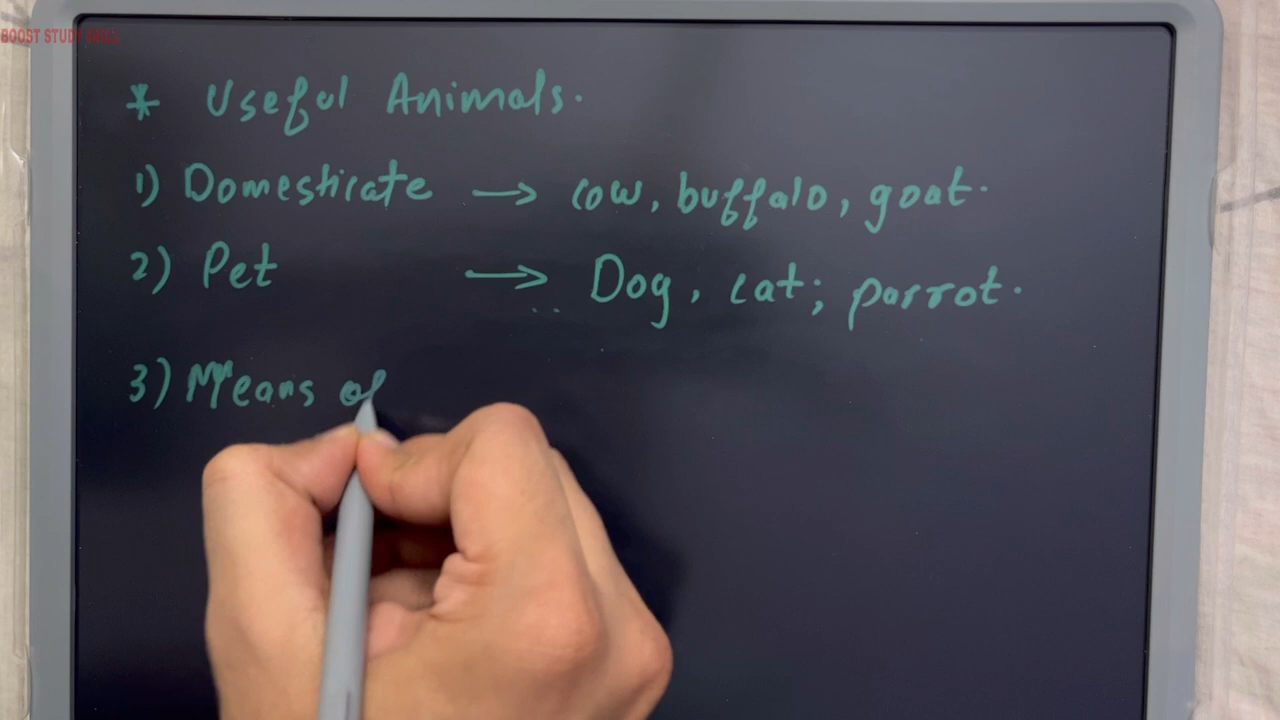 BOOST STUDY SKILL
* Useful Animals.
1) Domesticate → cow, buffalo, goat.
2) Pet → Dog, cat; parrot.
3) Means of